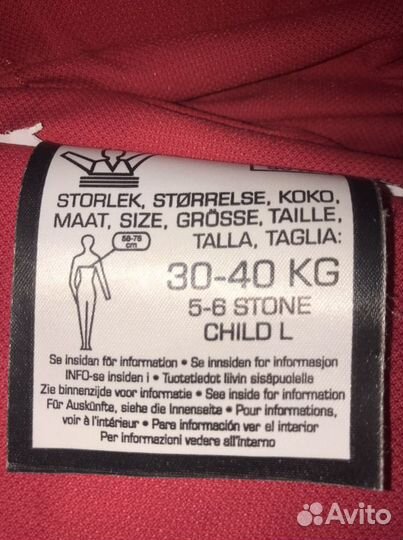 STORLEK, STØRRELSE, KOKO,
MAAT, SIZE, GRÖSSE, TAILLE,
TALLA, TAGLIA:
58-75
cm
30-40 KG
5-6 STONE
CHILD L
Se insidan för information • Se innsiden for informasjon
INFO-se inden i • Tuotetiedot liivin sisäpuolella
Zie binnenzijde voor informatie • See inside for information
Für Auskünfte, siehe die Innenseite • Pour informations,
voir à l'intérieur • Para información ver el interior
Per informazioni vedere all'interno
Avito